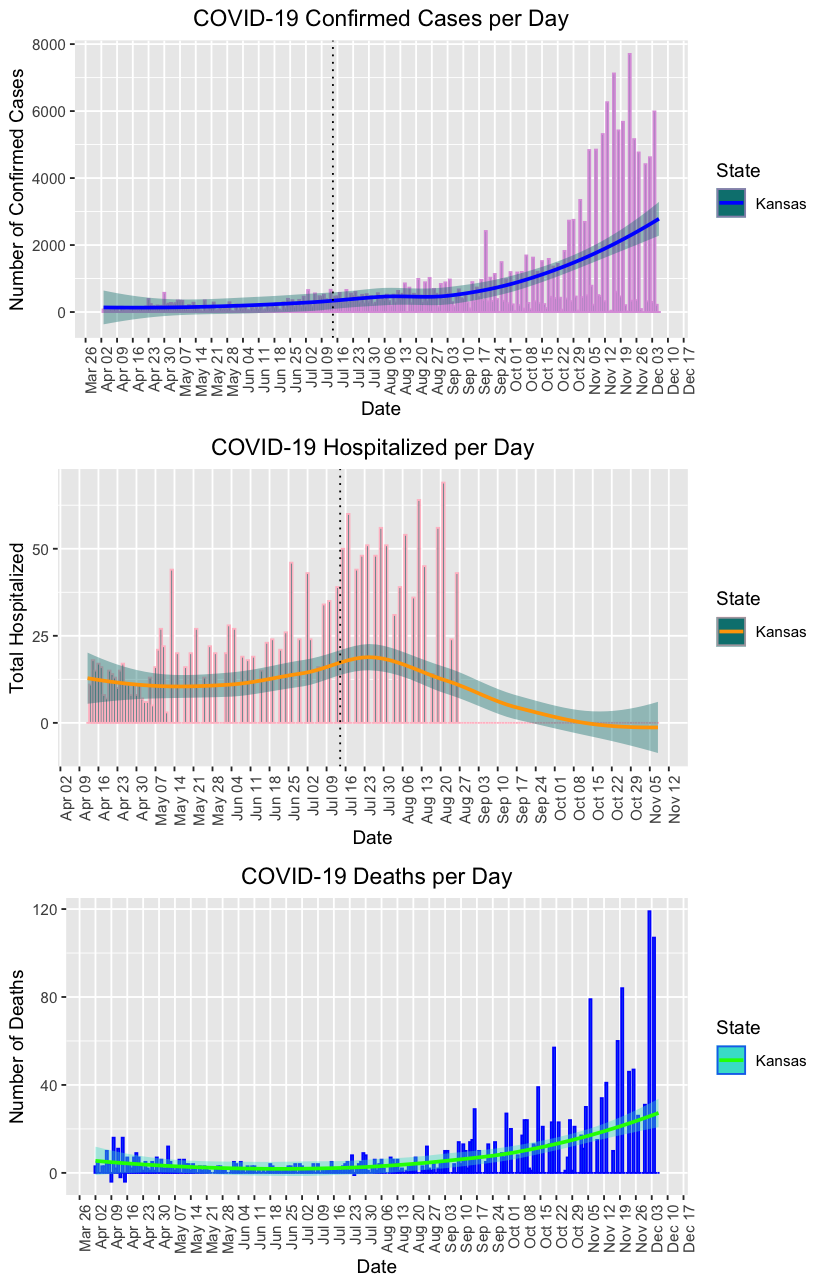 COVID-19 Confirmed Cases per Day
Number of Confirmed Cases
8000
6000
4000
2000
0
Mar 26 Apr 02 Apr 09 Apr 16 Apr 23 Apr 30 May 07 May 14 May 21 May 28 Jun 04 Jun 11 Jun 18 Jun 25 Jul 02 Jul 09 Jul 16 Jul 23 Jul 30 Aug 06 Aug 13 Aug 20 Aug 27 Sep 03 Sep 10 Sep 17 Sep 24 Oct 01 Oct 08 Oct 15 Oct 22 Oct 29 Nov 05 Nov 12 Nov 19 Nov 26 Dec 03 Dec 10 Dec 17
Date
State
Kansas
COVID-19 Hospitalized per Day
Total Hospitalized
50
25
0
Apr 02 Apr 09 Apr 16 Apr 23 Apr 30 May 07 May 14 May 21 May 28 Jun 04 Jun 11 Jun 18 Jun 25 Jul 02 Jul 09 Jul 16 Jul 23 Jul 30 Aug 06 Aug 13 Aug 20 Aug 27 Sep 03 Sep 10 Sep 17 Sep 24 Oct 01 Oct 08 Oct 15 Oct 22 Oct 29 Nov 05 Nov 12
Date
State
Kansas
COVID-19 Deaths per Day
Number of Deaths
120
80
40
0
Mar 26 Apr 02 Apr 09 Apr 16 Apr 23 Apr 30 May 07 May 14 May 21 May 28 Jun 04 Jun 11 Jun 18 Jun 25 Jul 02 Jul 09 Jul 16 Jul 23 Jul 30 Aug 06 Aug 13 Aug 20 Aug 27 Sep 03 Sep 10 Sep 17 Sep 24 Oct 01 Oct 08 Oct 15 Oct 22 Oct 29 Nov 05 Nov 12 Nov 19 Nov 26 Dec 03 Dec 10 Dec 17
Date
State
Kansas